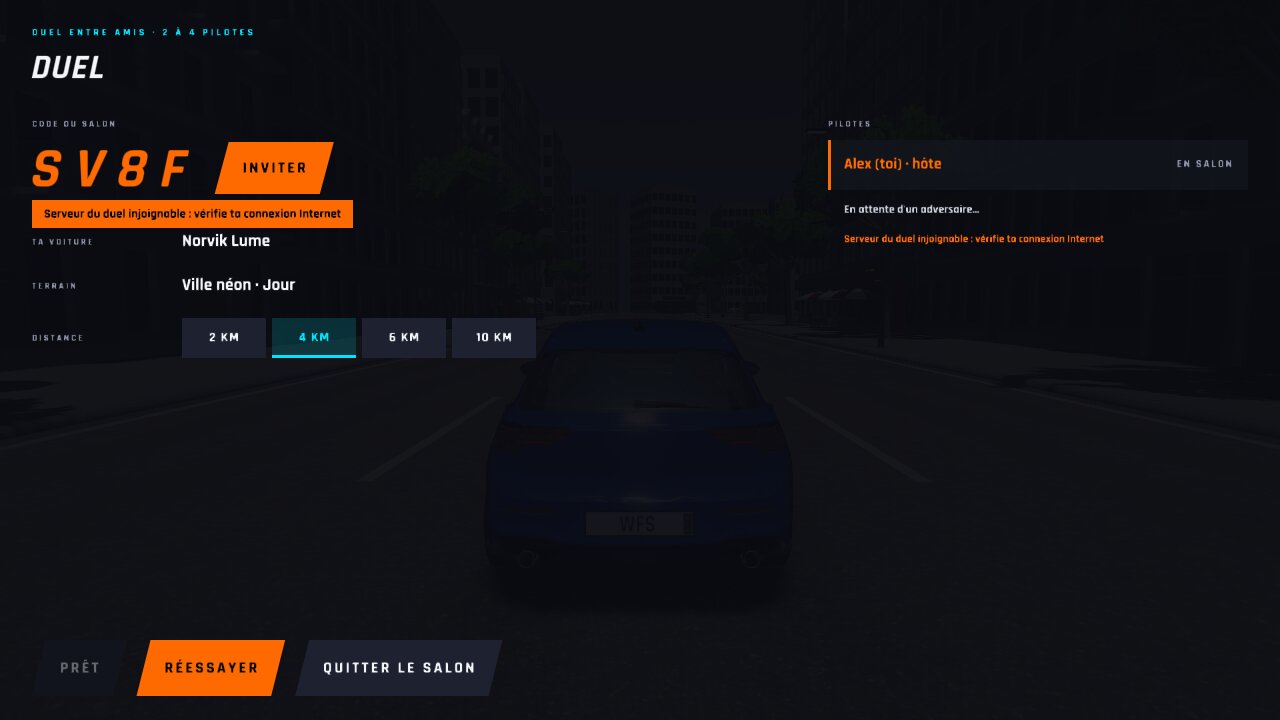 DUEL ENTRE AMIS · 2 À 4 PILOTES
DUEL
CODE DU SALON
SV8F
INVITER
Serveur du duel injoignable : vérifie ta connexion Internet
TA VOITURE
Norvik Lume
TERRAIN
Ville néon · Jour
DISTANCE
2 KM
4 KM
6 KM
10 KM
PILOTES
Alex (toi) · hôte
EN SALON
En attente d'un adversaire…
Serveur du duel injoignable : vérifie ta connexion Internet
WFS
PRÊT
RÉESSAYER
QUITTER LE SALON